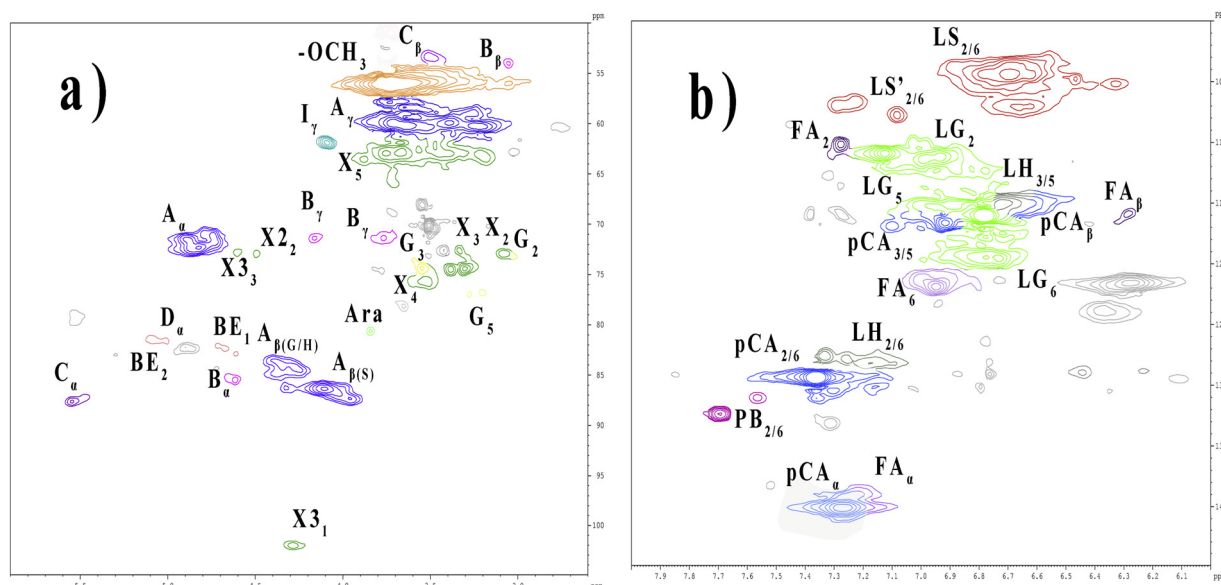 a)
ppm
-OCH3
Cβ
Bβ
55
Iγ
Aγ
60
X5
65
Aα
X22
X33
Bγ
Bγ
G3
X3
X2
G2
70
X4
G5
75
Ara
Dα
BE1
BE2
Aβ(G/H)
Aβ(S)
80
Cα
Bα
85
90
95
X31
100
b)
LS2/6
LS’2/6
FA2
LG2
LG5
LH3/5
FAβ
pCAβ
pCA3/5
FA6
LG6
pCA2/6
LH2/6
PB2/6
pCAα
FAα
7.9 7.8 7.7 7.6 7.5 7.4 7.3 7.2 7.1 7.0 6.9 6.8 6.7 6.6 6.5 6.4 6.3 6.2 6.1